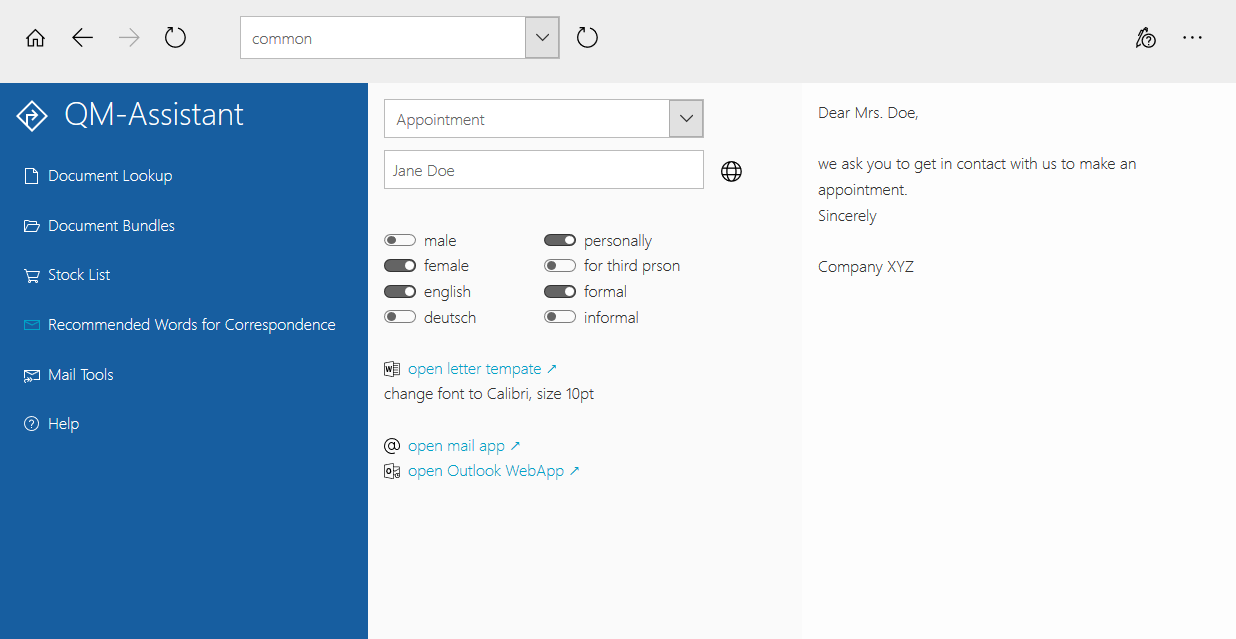 common
QM-Assistant
Document Lookup
Document Bundles
Stock List
Recommended Words for Correspondence
Mail Tools
Help
Appointment
Jane Doe
male
personally
female
for third prson
english
formal
deutsch
informal
open letter tempate ↗
change font to Calibri, size 10pt
@ open mail app ↗
open Outlook WebApp ↗
Dear Mrs. Doe,
we ask you to get in contact with us to make an
appointment.
Sincerely
Company XYZ